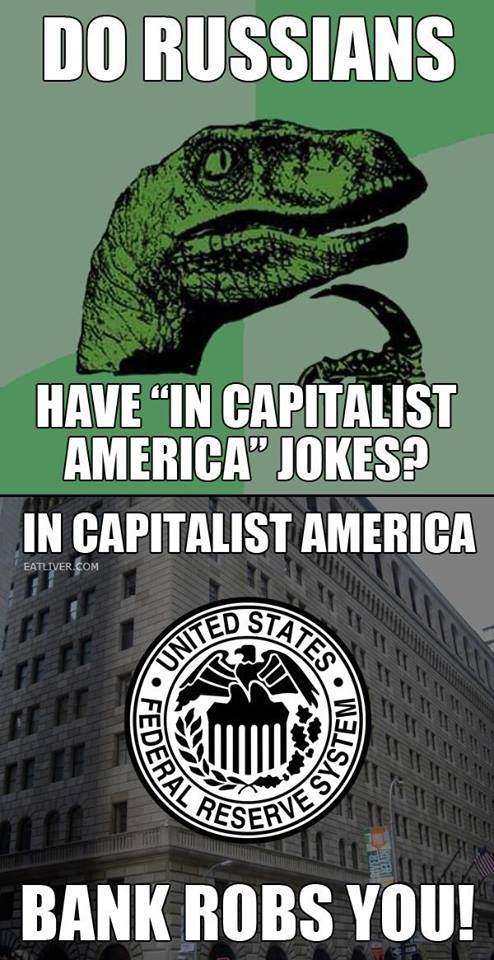 DO RUSSIANS
HAVE “IN CAPITALIST
AMERICA” JOKES?
IN CAPITALIST AMERICA
EATLIVER.COM
UNITED STATES
FEDERAL RESERVE SYSTEM
BANK ROBS YOU!